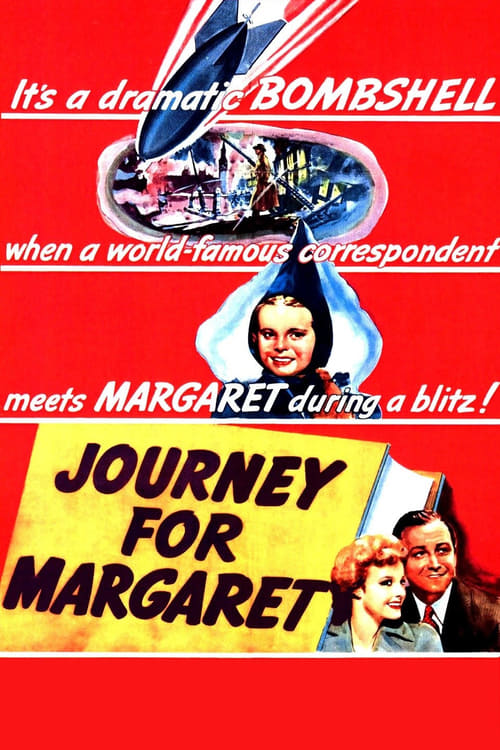 It's a dramatic BOMBSHELL
when a world-famous correspondent
meets MARGARET during a blitz!
JOURNEY
FOR
MARGARET